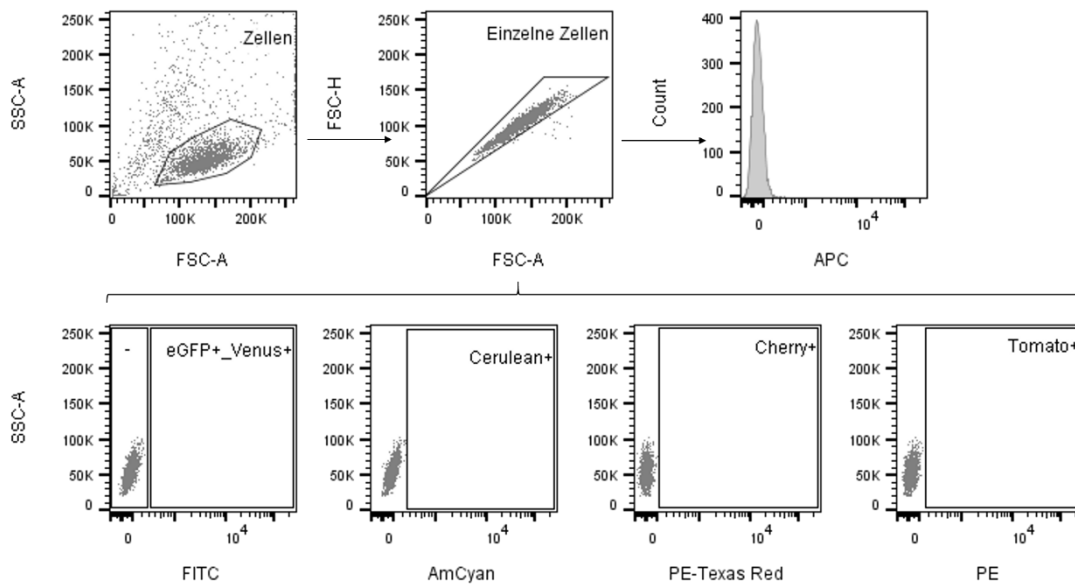 250K
200K
150K
100K
50K
0
SSC-A
Zellen
0 100K 200K
FSC-A
250K
200K
150K
100K
50K
0
FSC-H
Einzelne Zellen
0 100K 200K
FSC-A
400
300
200
100
0
Count
0 10^4
APC
250K
200K
150K
100K
50K
0
SSC-A
- eGFP+_Venus+
0 10^4
FITC
250K
200K
150K
100K
50K
0
Cerulean+
0 10^4
AmCyan
250K
200K
150K
100K
50K
0
Cherry+
0 10^4
PE-Texas Red
250K
200K
150K
100K
50K
0
Tomato+
0 10^4
PE